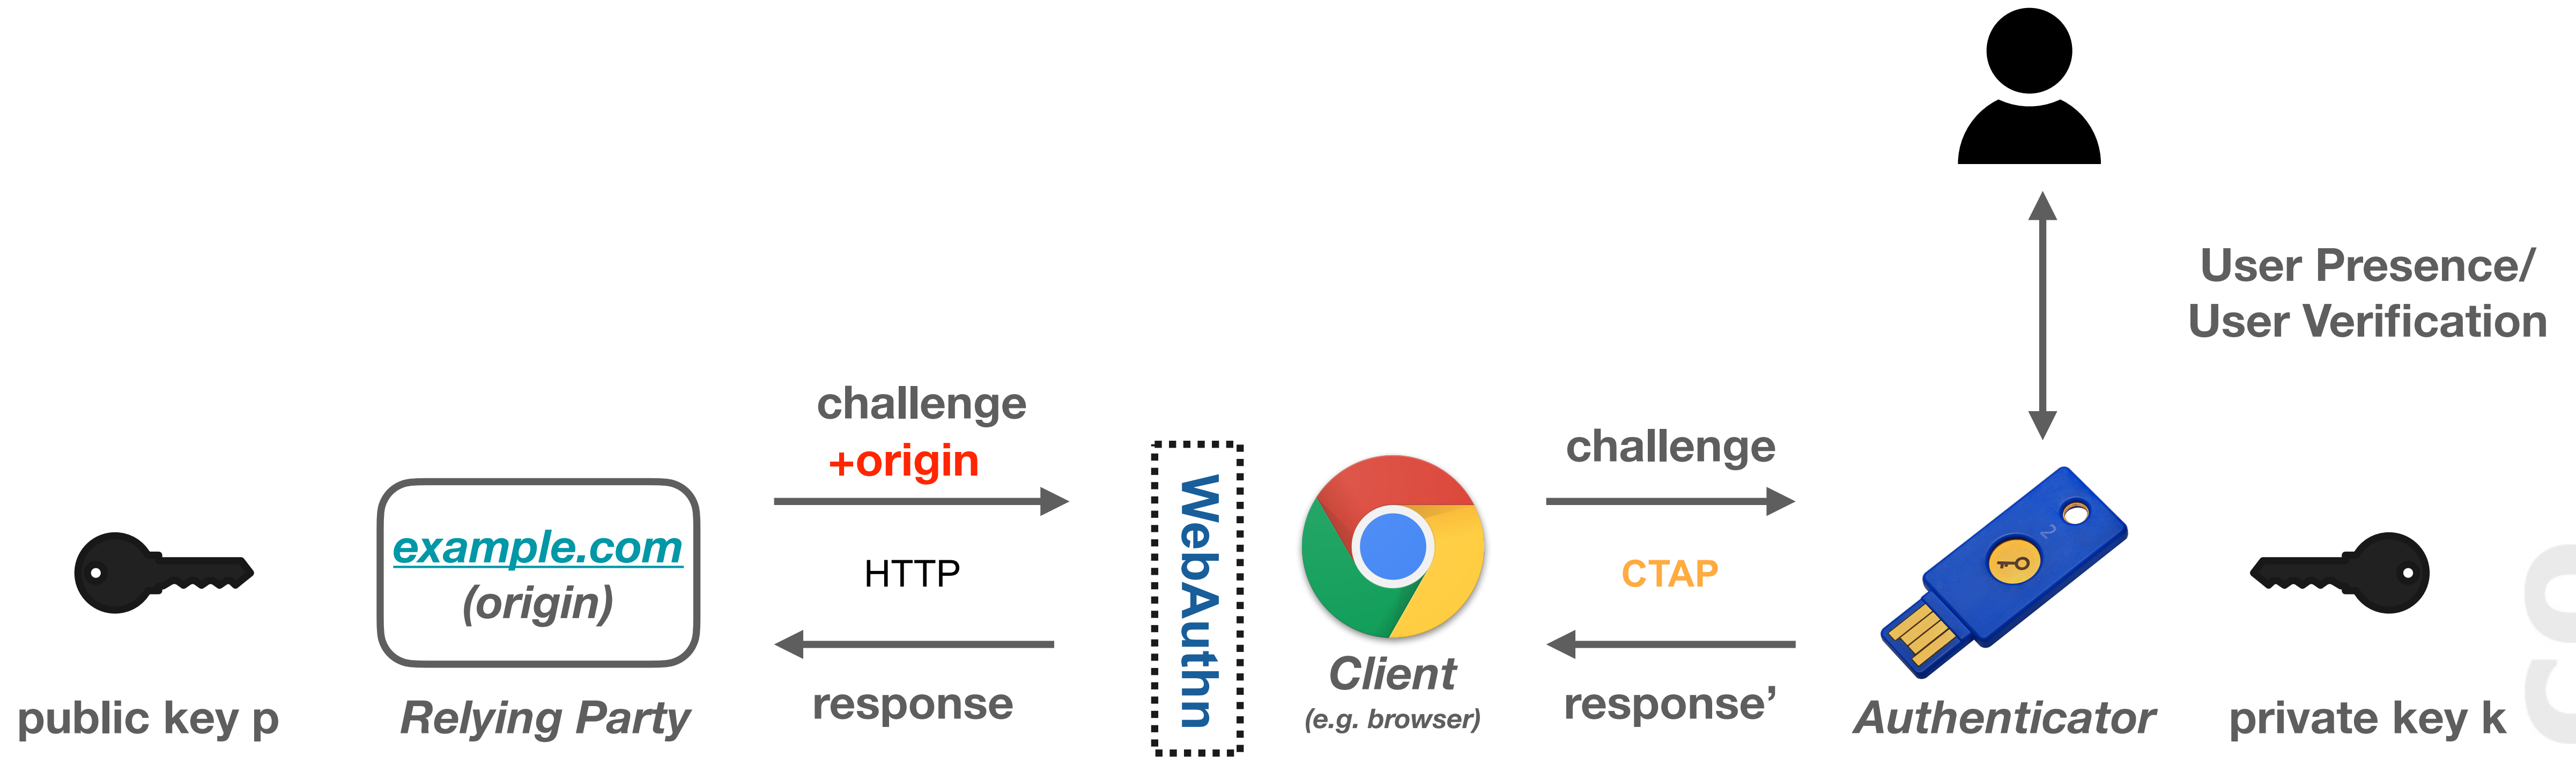 User Presence/
User Verification
challenge
+origin
challenge
example.com
(origin)
HTTP
WebAuthn
CTAP
2
public key p
Relying Party
response
Client
(e.g. browser)
response’
Authenticator
private key k